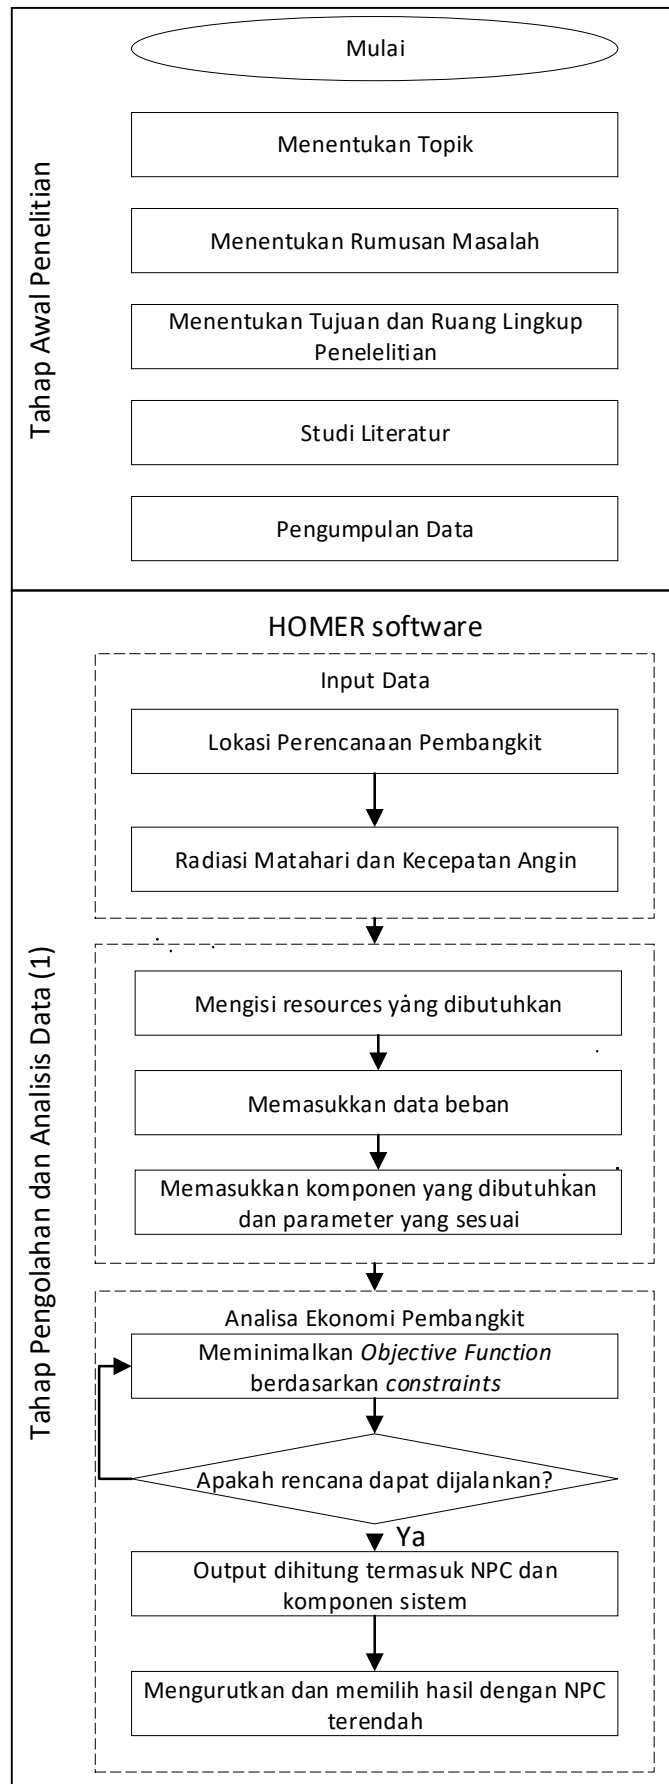 Tahap Awal Penelitian
Mulai
Menentukan Topik
Menentukan Rumusan Masalah
Menentukan Tujuan dan Ruang Lingkup
Penelelitian
Studi Literatur
Pengumpulan Data
Tahap Pengolahan dan Analisis Data (1)
HOMER software
Input Data
Lokasi Perencanaan Pembangkit
Radiasi Matahari dan Kecepatan Angin
Mengisi resources yang dibutuhkan
Memasukkan data beban
Memasukkan komponen yang dibutuhkan
dan parameter yang sesuai
Analisa Ekonomi Pembangkit
Meminimalkan Objective Function
berdasarkan constraints
Apakah rencana dapat dijalankan?
Ya
Output dihitung termasuk NPC dan
komponen sistem
Mengurutkan dan memilih hasil dengan NPC
terendah